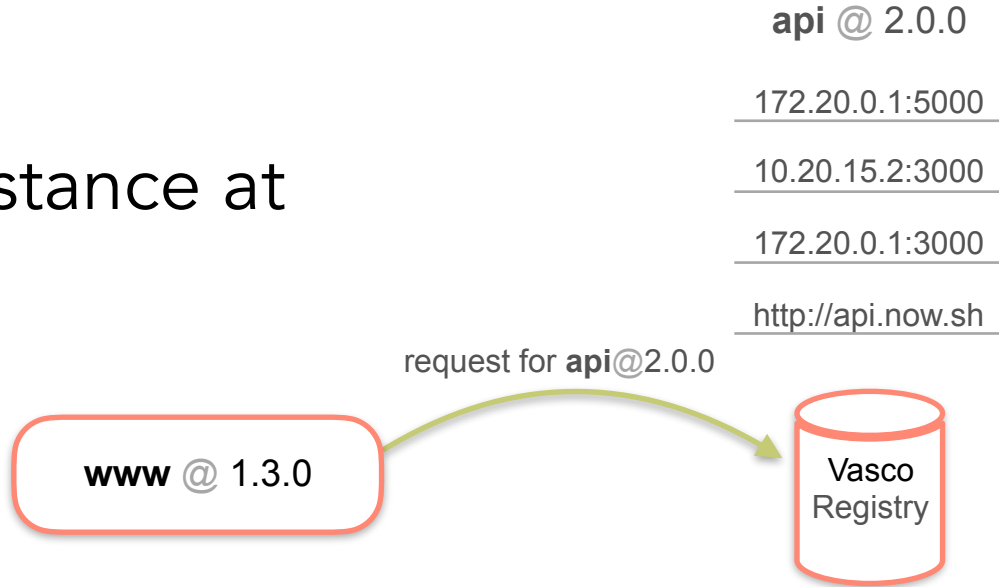 api @ 2.0.0
172.20.0.1:5000
stance at
10.20.15.2:3000
172.20.0.1:3000
http://api.now.sh
request for api@2.0.0
www @ 1.3.0
Vasco
Registry